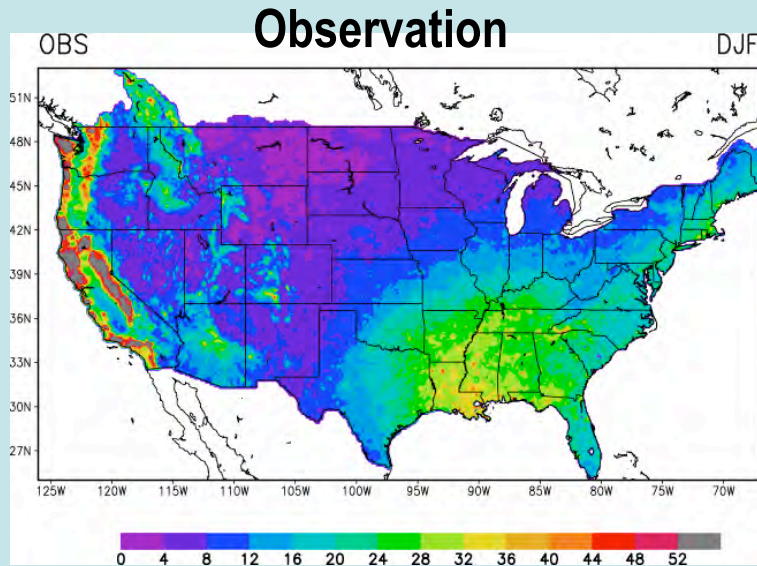 Observation
OBS DJF
51N
48N
45N
42N
39N
36N
33N
30N
27N
125W 120W 115W 110W 105W 100W 95W 90W 85W 80W 75W 70W
0 4 8 12 16 20 24 28 32 36 40 44 48 52